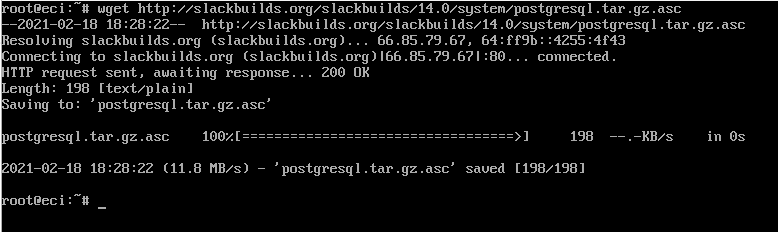 root@eci:~# wget http://slackbuilds.org/slackbuilds/14.0/system/postgresql.tar.gz.asc
--2021-02-18 18:28:22--  http://slackbuilds.org/slackbuilds/14.0/system/postgresql.tar.gz.asc
Resolving slackbuilds.org (slackbuilds.org)... 66.85.79.67, 64:ff9b::4255:4f43
Connecting to slackbuilds.org (slackbuilds.org)|66.85.79.67|:80... connected.
HTTP request sent, awaiting response... 200 OK
Length: 198 [text/plain]
Saving to: 'postgresql.tar.gz.asc'
postgresql.tar.gz.asc    100%[==================================>]     198  --.-KB/s    in 0s
2021-02-18 18:28:22 (11.8 MB/s) - 'postgresql.tar.gz.asc' saved [198/198]
root@eci:~# _